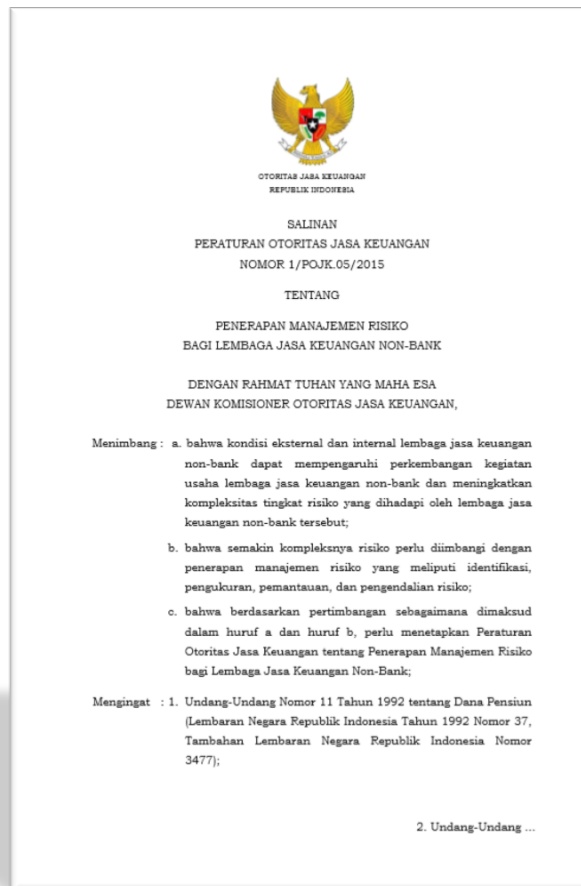 OTORITAS JASA KEUANGAN
REPUBLIK INDONESIA
SALINAN
PERATURAN OTORITAS JASA KEUANGAN
NOMOR 1/POJK.05/2015
TENTANG
PENERAPAN MANAJEMEN RISIKO
BAGI LEMBAGA JASA KEUANGAN NON-BANK
DENGAN RAHMAT TUHAN YANG MAHA ESA
DEWAN KOMISIONER OTORITAS JASA KEUANGAN,
Menimbang : a. bahwa kondisi eksternal dan internal lembaga jasa keuangan
non-bank dapat mempengaruhi perkembangan kegiatan
usaha lembaga jasa keuangan non-bank dan meningkatkan
kompleksitas tingkat risiko yang dihadapi oleh lembaga jasa
keuangan non-bank tersebut;
b. bahwa semakin kompleksnya risiko perlu diimbangi dengan
penerapan manajemen risiko yang meliputi identifikasi,
pengukuran, pemantauan, dan pengendalian risiko;
c. bahwa berdasarkan pertimbangan sebagaimana dimaksud
dalam huruf a dan huruf b, perlu menetapkan Peraturan
Otoritas Jasa Keuangan tentang Penerapan Manajemen Risiko
bagi Lembaga Jasa Keuangan Non-Bank;
Mengingat : 1. Undang-Undang Nomor 11 Tahun 1992 tentang Dana Pensiun
(Lembaran Negara Republik Indonesia Tahun 1992 Nomor 37,
Tambahan Lembaran Negara Republik Indonesia Nomor
3477);
2. Undang-Undang ...